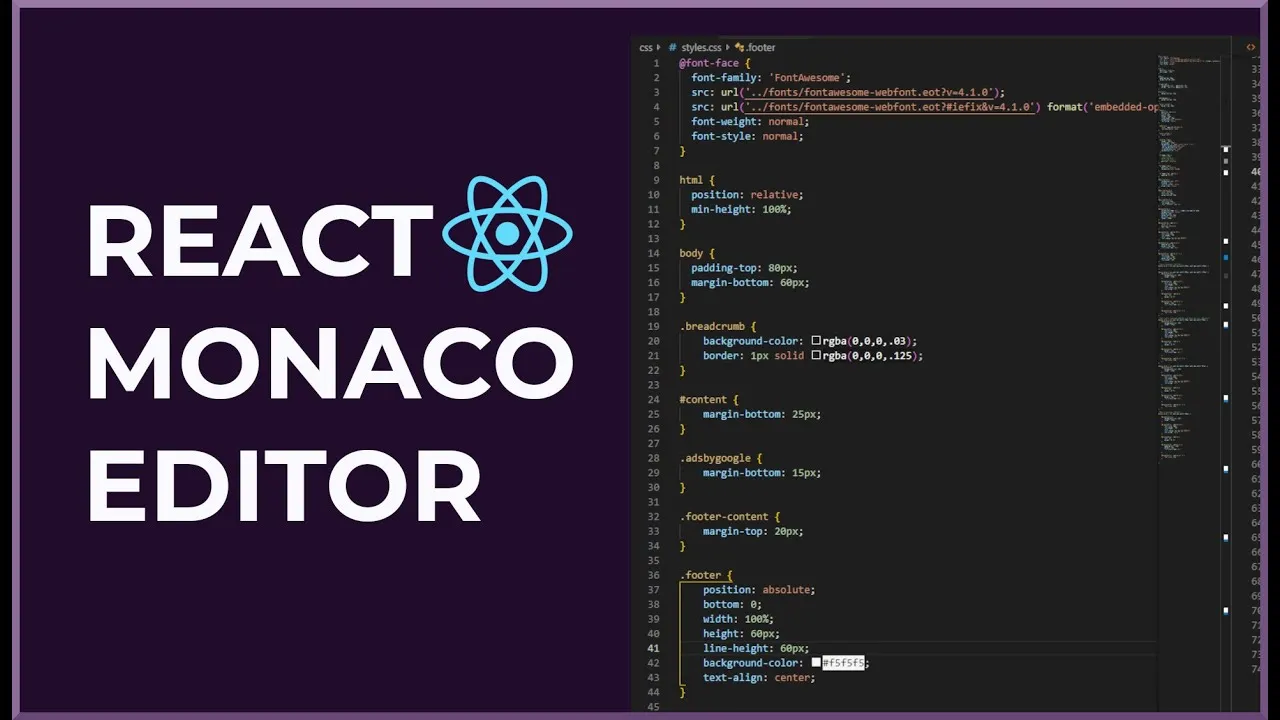 REACT
MONACO
EDITOR
css › # styles.css › .footer
1 @font-face {
2 font-family: 'FontAwesome';
3 src: url('../fonts/fontawesome-webfont.eot?v=4.1.0');
4 src: url('../fonts/fontawesome-webfont.eot?#iefix&v=4.1.0') format('embedded-op
5 font-weight: normal;
6 font-style: normal;
7 }
8
9 html {
10 position: relative;
11 min-height: 100%;
12 }
13
14 body {
15 padding-top: 80px;
16 margin-bottom: 60px;
17 }
18
19 .breadcrumb {
20 background-color: rgba(0,0,0,.03);
21 border: 1px solid rgba(0,0,0,.125);
22 }
23
24 #content {
25 margin-bottom: 25px;
26 }
27
28 .adsbygoogle {
29 margin-bottom: 15px;
30 }
31
32 .footer-content {
33 margin-top: 20px;
34 }
35
36 .footer {
37 position: absolute;
38 bottom: 0;
39 width: 100%;
40 height: 60px;
41 line-height: 60px;
42 background-color: #f5f5f5;
43 text-align: center;
44 }
45